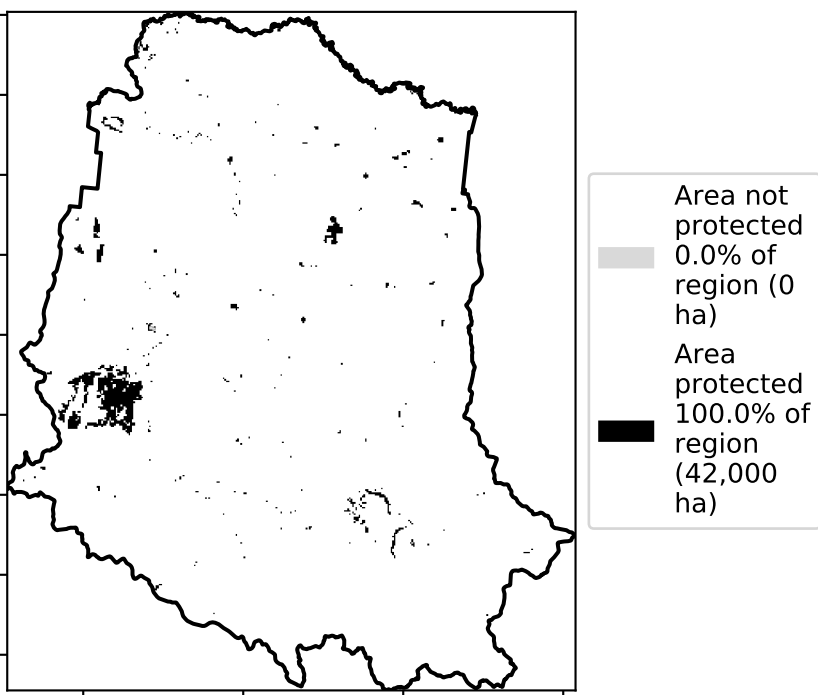 Area not
protected
0.0% of
region (0
ha)
Area
protected
100.0% of
region
(42,000
ha)